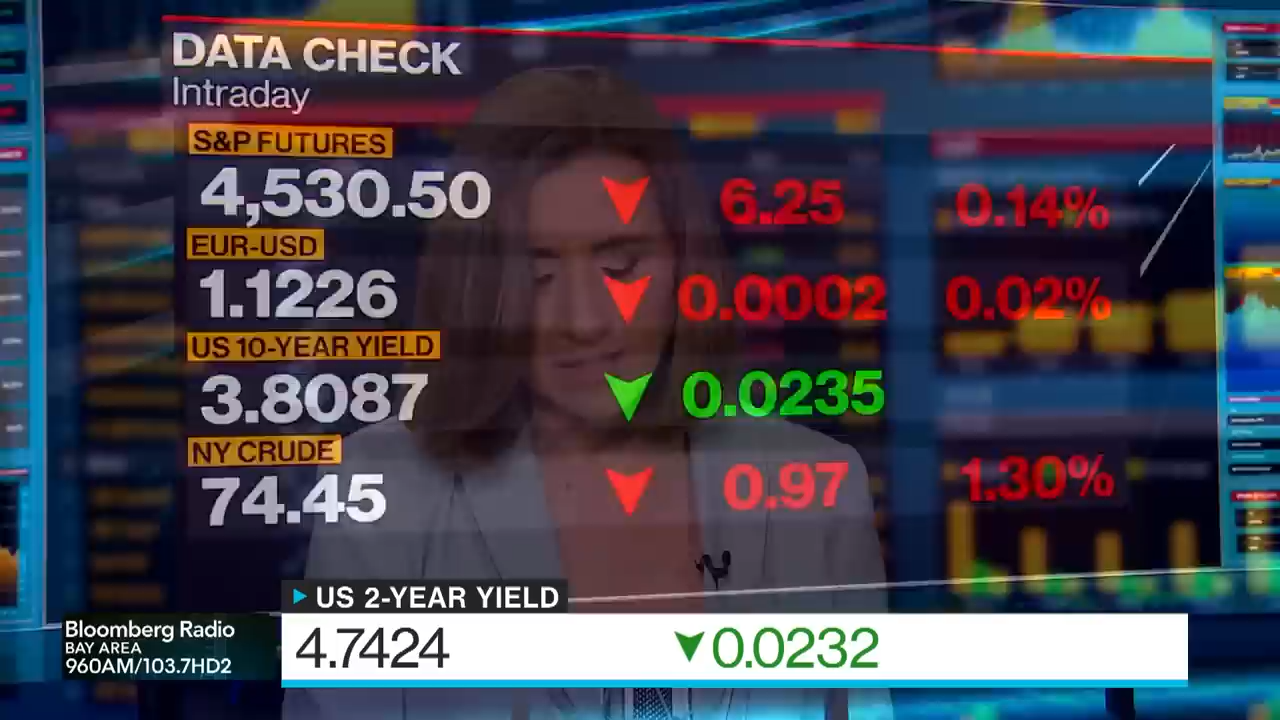 DATA CHECK
Intraday
S&P FUTURES
4,530.50 6.25 0.14%
EUR-USD
1.1226 0.0002 0.02%
US 10-YEAR YIELD
3.8087 0.0235
NY CRUDE
74.45 0.97 1.30%
US 2-YEAR YIELD
4.7424 0.0232
Bloomberg Radio
BAY AREA
960AM/103.7HD2